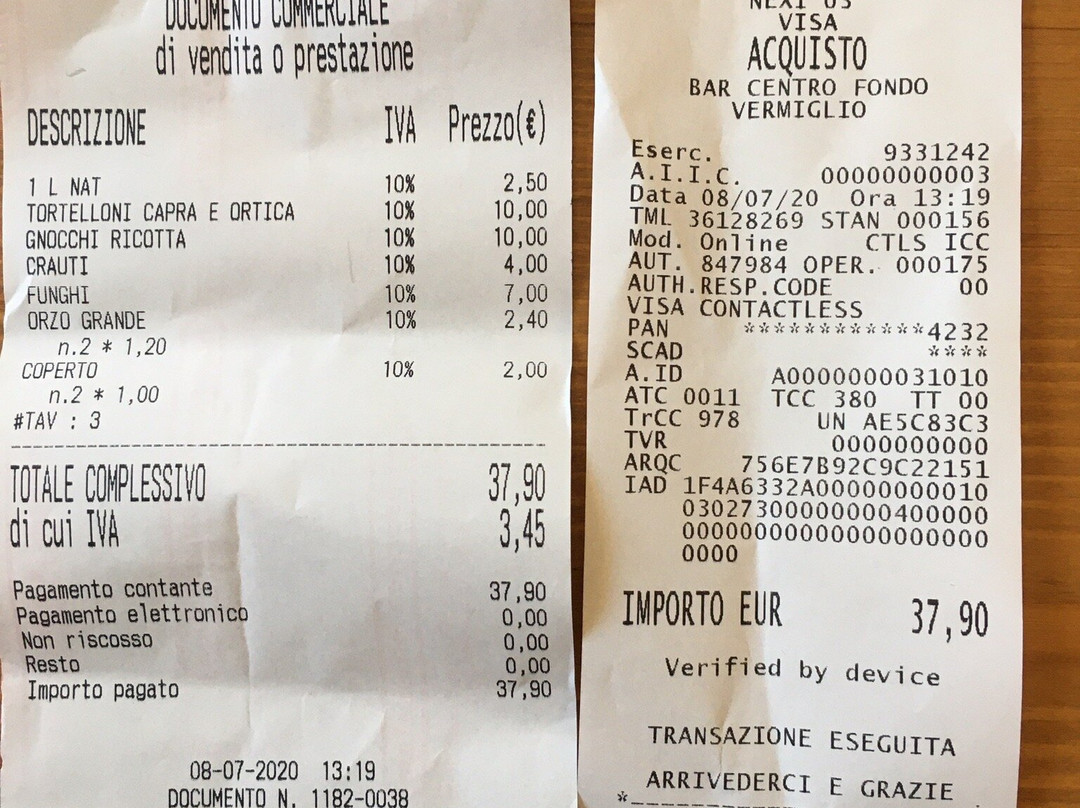 DOCUMENTO COMMERCIALE
di vendita o prestazione
DESCRIZIONE IVA Prezzo(€)
1 L NAT 10% 2,50
TORTELLONI CAPRA E ORTICA 10% 10,00
GNOCCHI RICOTTA 10% 10,00
CRAUTI 10% 4,00
FUNGHI 10% 7,00
ORZO GRANDE 10% 2,40
n.2 * 1,20
COPERTO 10% 2,00
n.2 * 1,00
#TAV : 3
TOTALE COMPLESSIVO 37,90
di cui IVA 3,45
Pagamento contante 37,90
Pagamento elettronico 0,00
Non riscosso 0,00
Resto 0,00
Importo pagato 37,90
08-07-2020 13:19
DOCUMENTO N. 1182-0038
NEXI 03
VISA
ACQUISTO
BAR CENTRO FONDO
VERMIGLIO
Eserc. 9331242
A.I.I.C. 00000000003
Data 08/07/20 Ora 13:19
TML 36128269 STAN 000156
Mod. Online CTLS ICC
AUT. 847984 OPER. 000175
AUTH.RESP.CODE 00
VISA CONTACTLESS
PAN ************4232
SCAD ****
A.ID A0000000031010
ATC 0011 TCC 380 TT 00
TrCC 978 UN AE5C83C3
TVR 0000000000
ARQC 756E7B92C9C22151
IAD 1F4A6332A00000000010
03027300000000400000
00000000000000000000
0000
IMPORTO EUR 37,90
Verified by device
TRANSAZIONE ESEGUITA
ARRIVEDERCI E GRAZIE